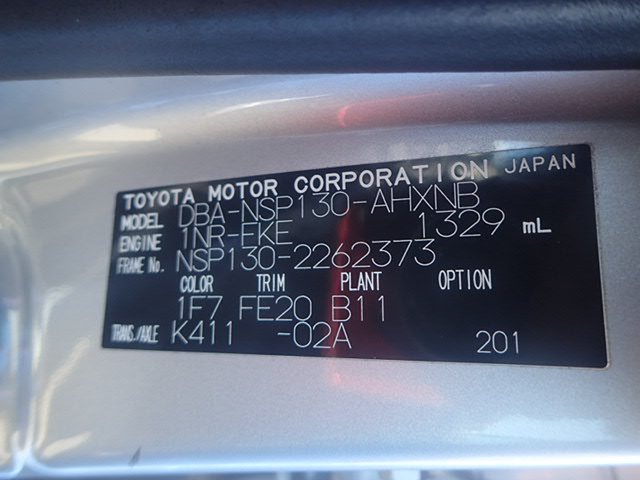 TOYOTA MOTOR CORPORATION JAPAN
MODEL DBA-NSP130-AHXNB
ENGINE 1NR-FKE 1329 mL
FRAME No. NSP130-2262373
COLOR TRIM PLANT OPTION
1F7 FE20 B11
TRANS./AXLE K411 -02A 201